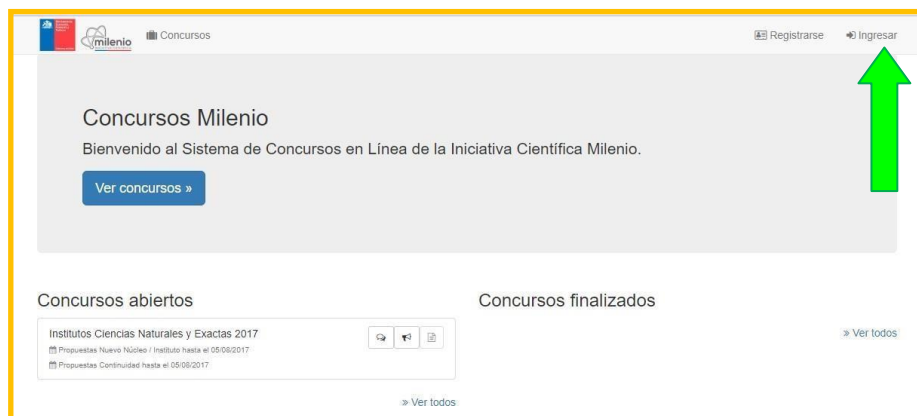 milenio
Concursos
Registrarse
Ingresar
Concursos Milenio
Bienvenido al Sistema de Concursos en Línea de la Iniciativa Científica Milenio.
Ver concursos »
Concursos abiertos
Concursos finalizados
Institutos Ciencias Naturales y Exactas 2017
Propuestas Nuevo Núcleo / Instituto hasta el 05/08/2017
Propuestas Continuidad hasta el 05/08/2017
» Ver todos
» Ver todos